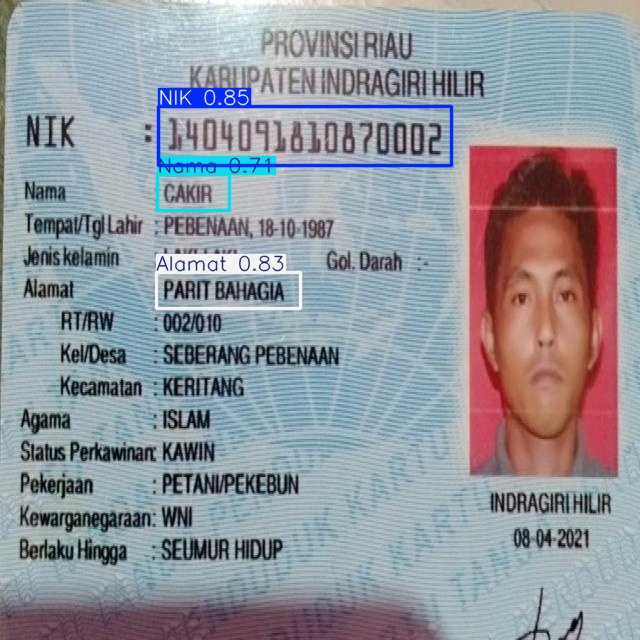 PROVINSI RIAU
KABUPATEN INDRAGIRI HILIR
NIK 0.85
NIK : 1404091810870002
Nama 0.71
Nama : CAKIR
Tempat/Tgl Lahir : PEBENAAN, 18-10-1987
Jenis kelamin Gol. Darah :-
Alamat 0.83
Alamat PARIT BAHAGIA
RT/RW : 002/010
Kel/Desa : SEBERANG PEBENAAN
Kecamatan : KERITANG
Agama : ISLAM
Status Perkawinan: KAWIN
Pekerjaan : PETANI/PEKEBUN
Kewarganegaraan: WNI
Berlaku Hingga : SEUMUR HIDUP
INDRAGIRI HILIR
08-04-2021